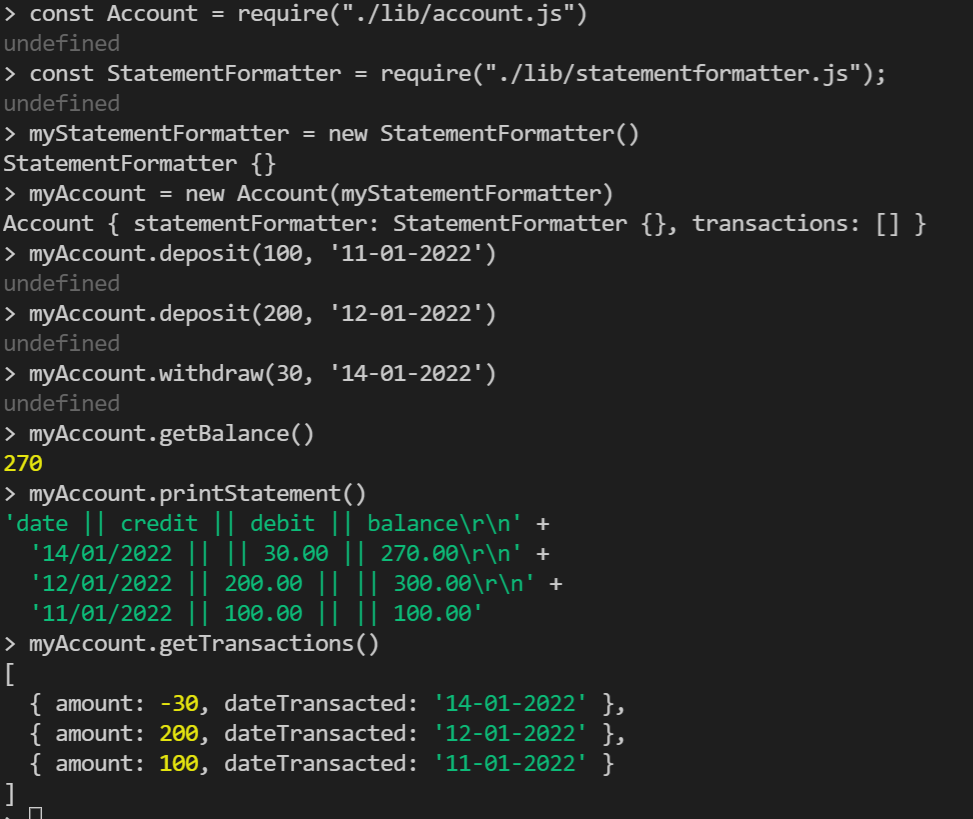 > const Account = require("./lib/account.js")
undefined
> const StatementFormatter = require("./lib/statementformatter.js");
undefined
> myStatementFormatter = new StatementFormatter()
StatementFormatter {}
> myAccount = new Account(myStatementFormatter)
Account { statementFormatter: StatementFormatter {}, transactions: [] }
> myAccount.deposit(100, '11-01-2022')
undefined
> myAccount.deposit(200, '12-01-2022')
undefined
> myAccount.withdraw(30, '14-01-2022')
undefined
> myAccount.getBalance()
270
> myAccount.printStatement()
'date || credit || debit || balance\r\n' +
  '14/01/2022 || || 30.00 || 270.00\r\n' +
  '12/01/2022 || 200.00 || || 300.00\r\n' +
  '11/01/2022 || 100.00 || || 100.00'
> myAccount.getTransactions()
[
  { amount: -30, dateTransacted: '14-01-2022' },
  { amount: 200, dateTransacted: '12-01-2022' },
  { amount: 100, dateTransacted: '11-01-2022' }
]
>